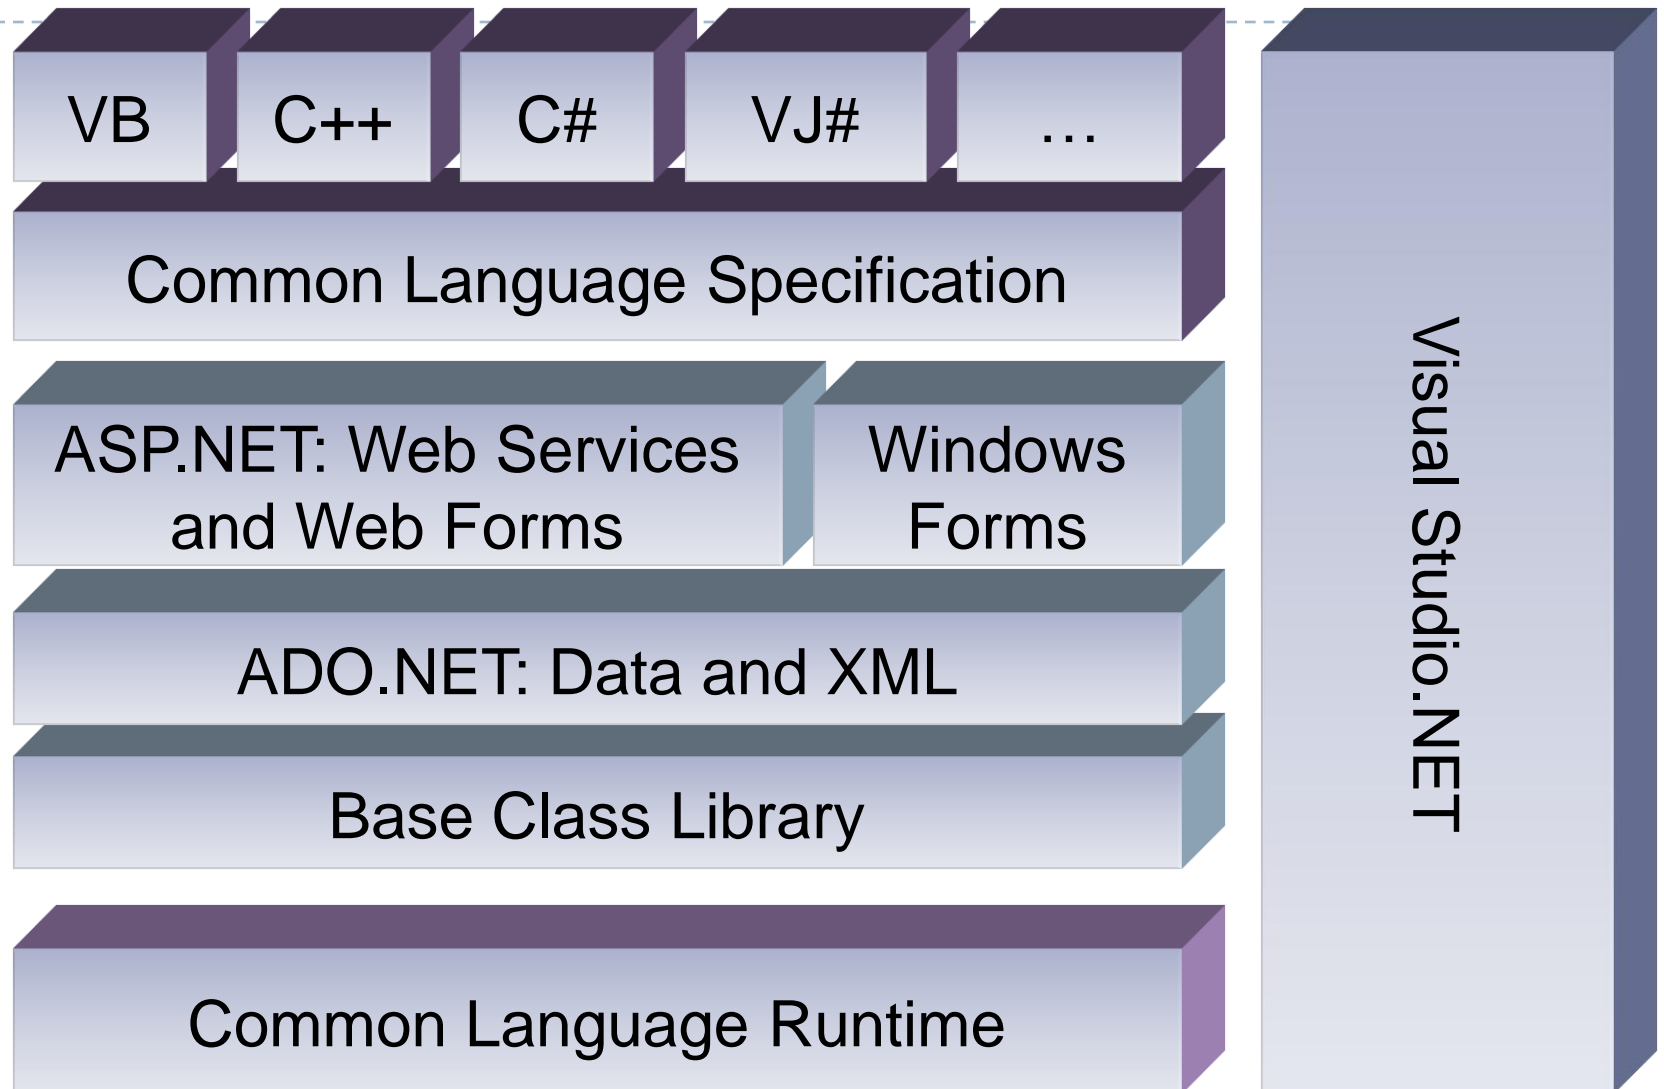 VB
C++
C#
VJ#
…
Common Language Specification
ASP.NET: Web Services
and Web Forms
Windows
Forms
ADO.NET: Data and XML
Base Class Library
Common Language Runtime
Visual Studio.NET